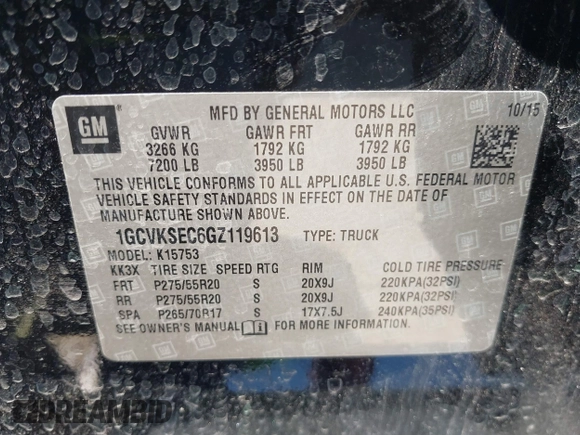 MFD BY GENERAL MOTORS LLC 10/15
GM
GVWR GAWR FRT GAWR RR
3266 KG 1792 KG 1792 KG
7200 LB 3950 LB 3950 LB
THIS VEHICLE CONFORMS TO ALL APPLICABLE U.S. FEDERAL MOTOR
VEHICLE SAFETY STANDARDS IN EFFECT ON THE DATE OF
MANUFACTURE SHOWN ABOVE.
1GCVKSEC6GZ119613 TYPE: TRUCK
MODEL: K15753
KK3X TIRE SIZE SPEED RTG RIM COLD TIRE PRESSURE
FRT P275/55R20 S 20X9J 220KPA(32PSI)
RR P275/55R20 S 20X9J 220KPA(32PSI)
SPA P265/70R17 S 17X7.5J 240KPA(35PSI)
SEE OWNER'S MANUAL FOR MORE INFORMATION.
DREAMBID